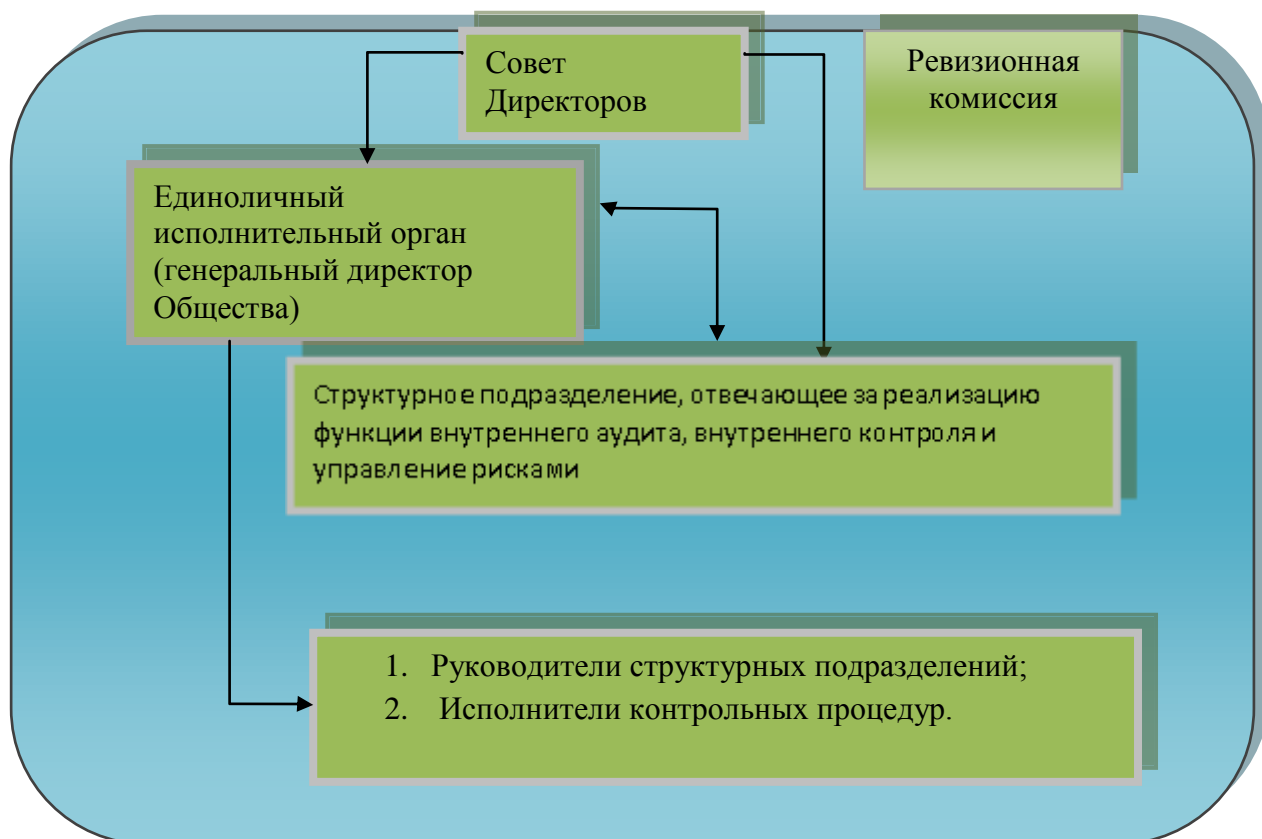 Совет
Директоров
Ревизионная
комиссия
Единоличный
исполнительный орган
(генеральный директор
Общества)
Структурное подразделение, отвечающее за реализацию
функции внутреннего аудита, внутреннего контроля и
управление рисками
1. Руководители структурных подразделений;
2. Исполнители контрольных процедур.